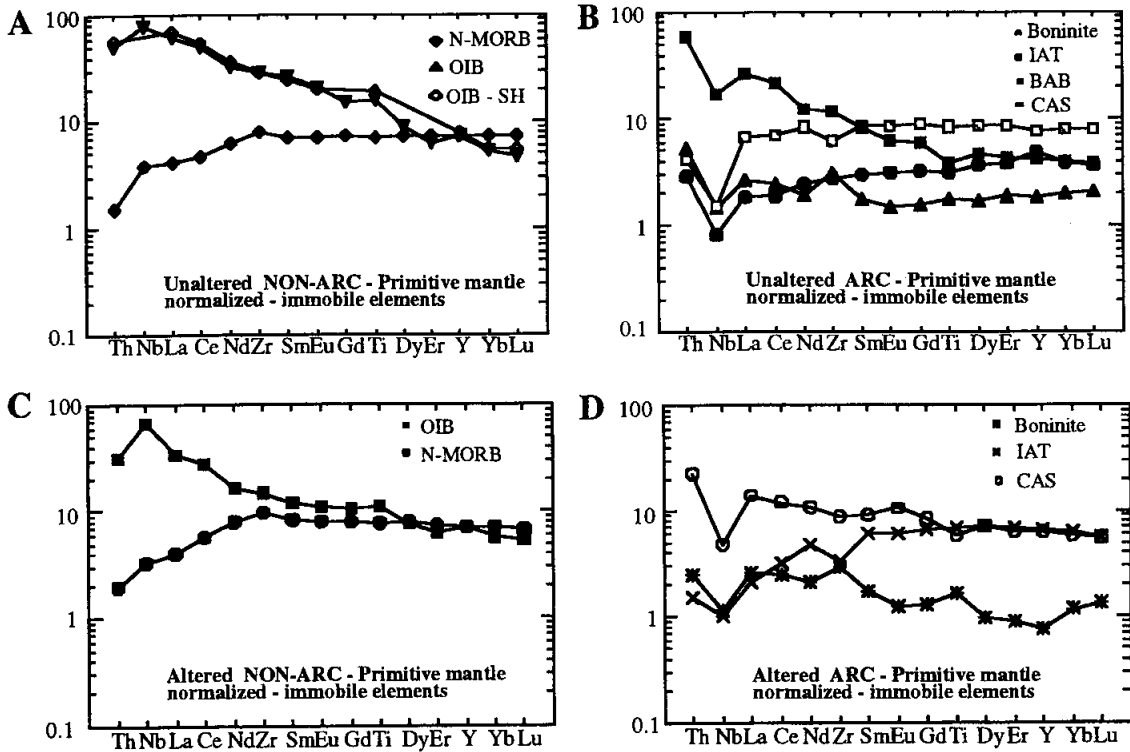 A
100
10
1
0.1
N-MORB
OIB
OIB - SH
Unaltered NON-ARC - Primitive mantle
normalized - immobile elements
Th Nb La Ce Nd Zr Sm Eu Gd Ti Dy Er Y Yb Lu
B
100
10
1
0.1
Boninite
IAT
BAB
CAS
Unaltered ARC - Primitive mantle
normalized - immobile elements
Th Nb La Ce Nd Zr Sm Eu Gd Ti Dy Er Y Yb Lu
C
100
10
1
0.1
OIB
N-MORB
Altered NON-ARC - Primitive mantle
normalized - immobile elements
Th Nb La Ce Nd Zr Sm Eu Gd Ti Dy Er Y Yb Lu
D
100
10
1
0.1
Boninite
IAT
CAS
Altered ARC - Primitive mantle
normalized - immobile elements
Th Nb La Ce Nd Zr Sm Eu Gd Ti Dy Er Y Yb Lu